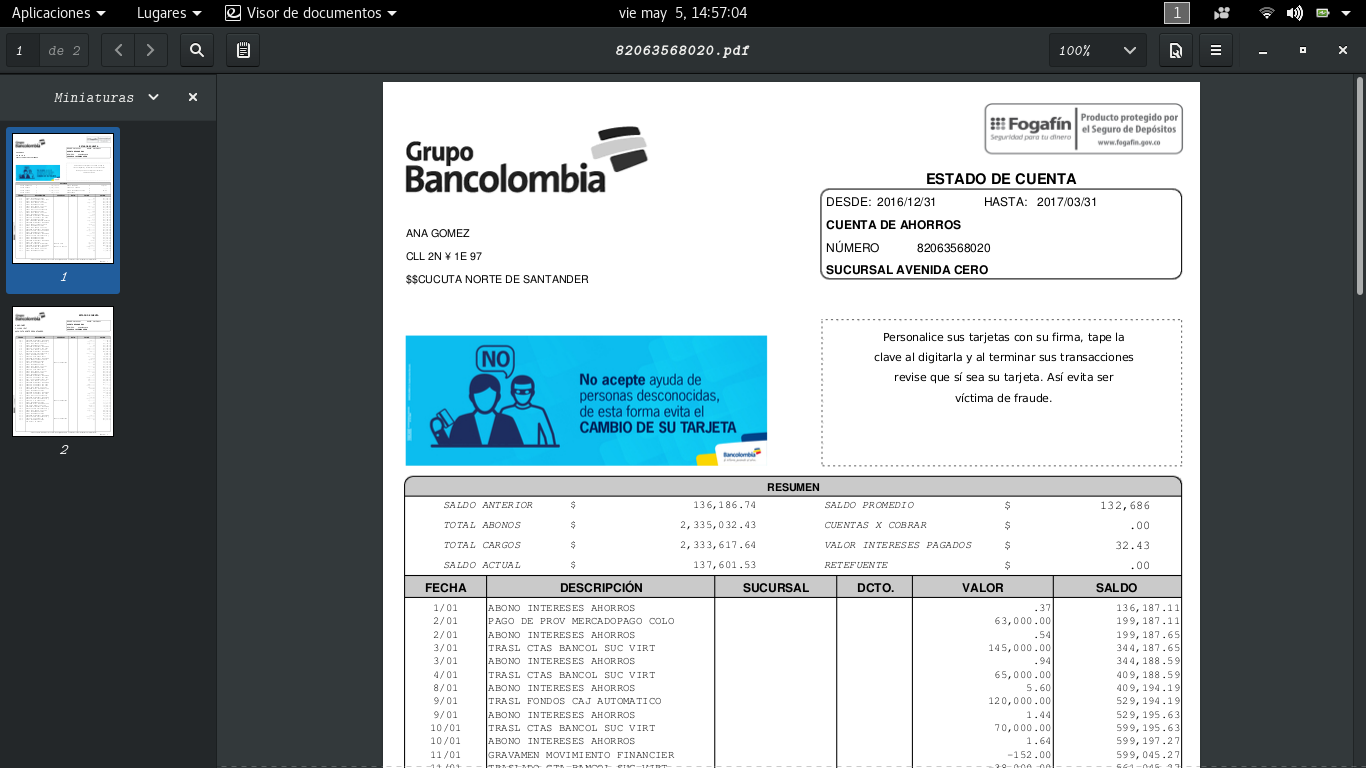 Aplicaciones Lugares Visor de documentos vie may 5, 14:57:04 1
1 de 2 82063568020.pdf 100%
Miniaturas
1
2
Grupo
Bancolombia
Fogafín
Seguridad para tu dinero
Producto protegido por
el Seguro de Depósitos
www.fogafin.gov.co
ESTADO DE CUENTA
DESDE: 2016/12/31 HASTA: 2017/03/31
CUENTA DE AHORROS
NÚMERO 82063568020
SUCURSAL AVENIDA CERO
ANA GOMEZ
CLL 2N ¥ 1E 97
$$CUCUTA NORTE DE SANTANDER
NO
No acepte ayuda de
personas desconocidas,
de esta forma evita el
CAMBIO DE SU TARJETA
Bancolombia
Personalice sus tarjetas con su firma, tape la
clave al digitarla y al terminar sus transacciones
revise que sí sea su tarjeta. Así evita ser
víctima de fraude.
RESUMEN
SALDO ANTERIOR $ 136,186.74 SALDO PROMEDIO $ 132,686
TOTAL ABONOS $ 2,335,032.43 CUENTAS X COBRAR $ .00
TOTAL CARGOS $ 2,333,617.64 VALOR INTERESES PAGADOS $ 32.43
SALDO ACTUAL $ 137,601.53 RETEFUENTE $ .00
FECHA DESCRIPCIÓN SUCURSAL DCTO. VALOR SALDO
1/01 ABONO INTERESES AHORROS .37 136,187.11
2/01 PAGO DE PROV MERCADOPAGO COLO 63,000.00 199,187.11
2/01 ABONO INTERESES AHORROS .54 199,187.65
3/01 TRASL CTAS BANCOL SUC VIRT 145,000.00 344,187.65
3/01 ABONO INTERESES AHORROS .94 344,188.59
4/01 TRASL CTAS BANCOL SUC VIRT 65,000.00 409,188.59
8/01 ABONO INTERESES AHORROS 5.60 409,194.19
9/01 TRASL FONDOS CAJ AUTOMATICO 120,000.00 529,194.19
9/01 ABONO INTERESES AHORROS 1.44 529,195.63
10/01 TRASL CTAS BANCOL SUC VIRT 70,000.00 599,195.63
10/01 ABONO INTERESES AHORROS 1.64 599,197.27
11/01 GRAVAMEN MOVIMIENTO FINANCIER -152.00 599,045.27